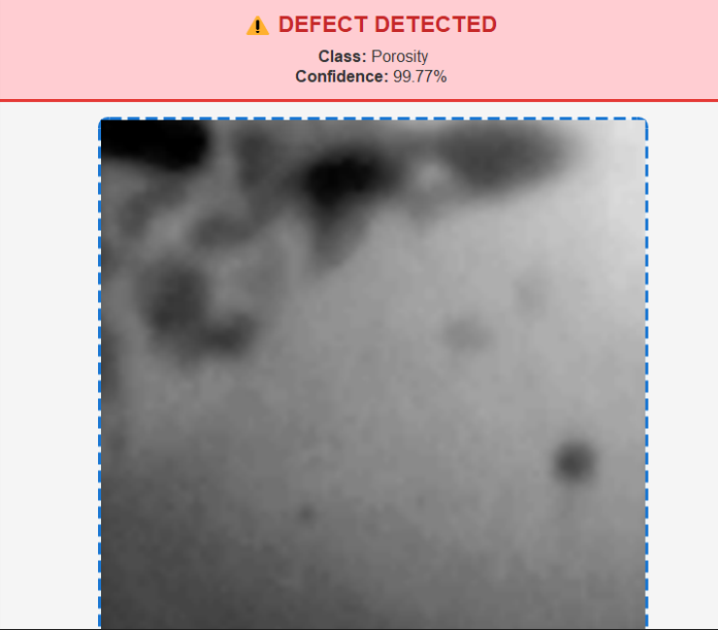 ⚠ DEFECT DETECTED
Class: Porosity
Confidence: 99.77%